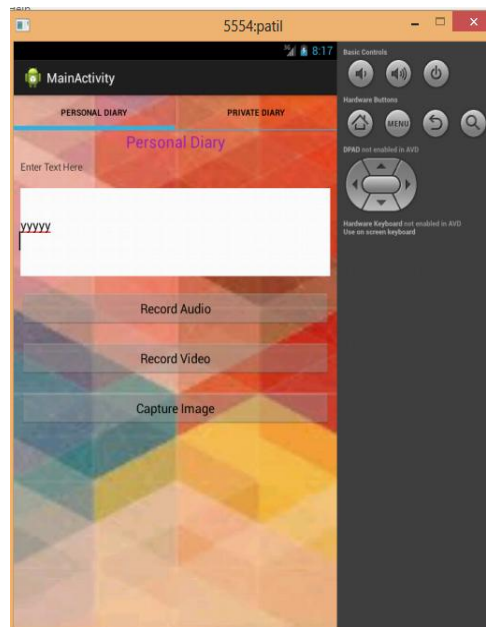 5554:patil
8:17
Basic Controls
MainActivity
Hardware Buttons
PERSONAL DIARY
PRIVATE DIARY
MENU
Personal Diary
DPAD not enabled in AVD
Enter Text Here
yyyyy
Hardware Keyboard not enabled in AVD
Use on screen keyboard
Record Audio
Record Video
Capture Image